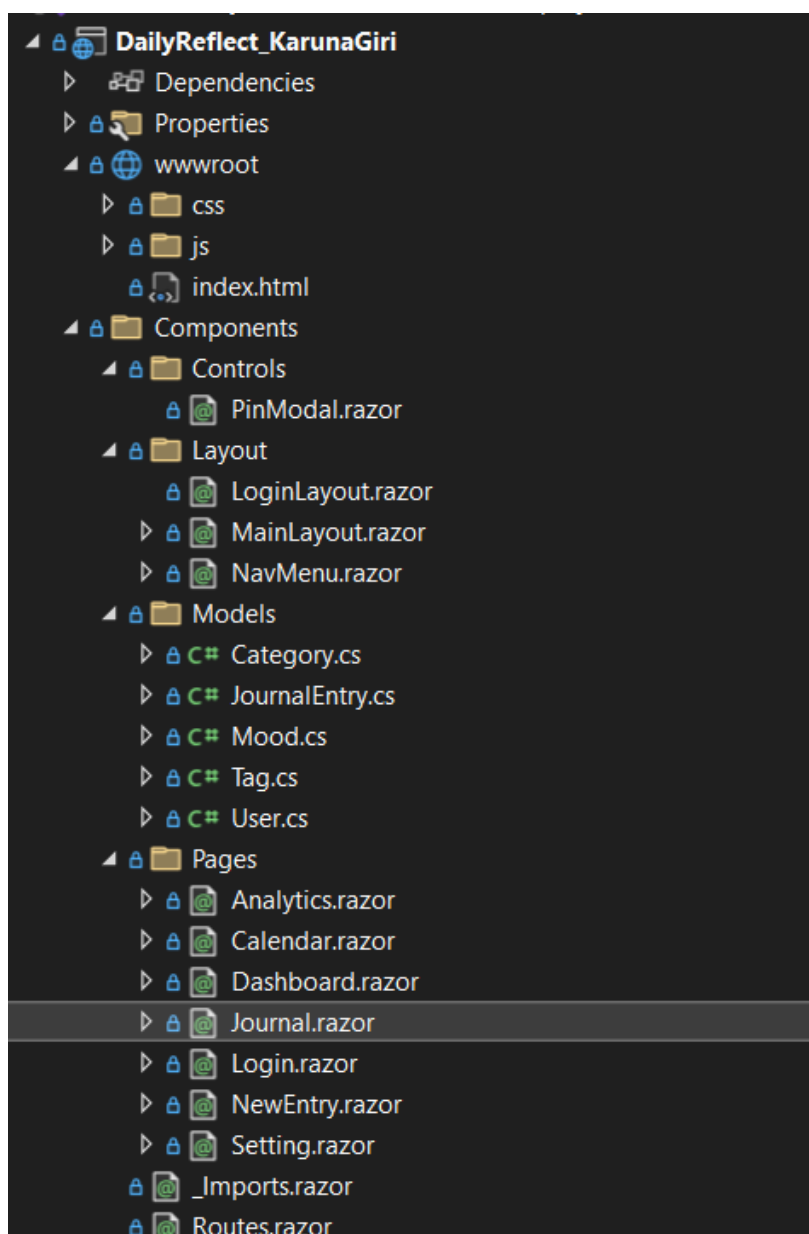 DailyReflect_KarunaGiri
Dependencies
Properties
wwwroot
css
js
index.html
Components
Controls
PinModal.razor
Layout
LoginLayout.razor
MainLayout.razor
NavMenu.razor
Models
C# Category.cs
C# JournalEntry.cs
C# Mood.cs
C# Tag.cs
C# User.cs
Pages
Analytics.razor
Calendar.razor
Dashboard.razor
Journal.razor
Login.razor
NewEntry.razor
Setting.razor
_Imports.razor
Routes.razor